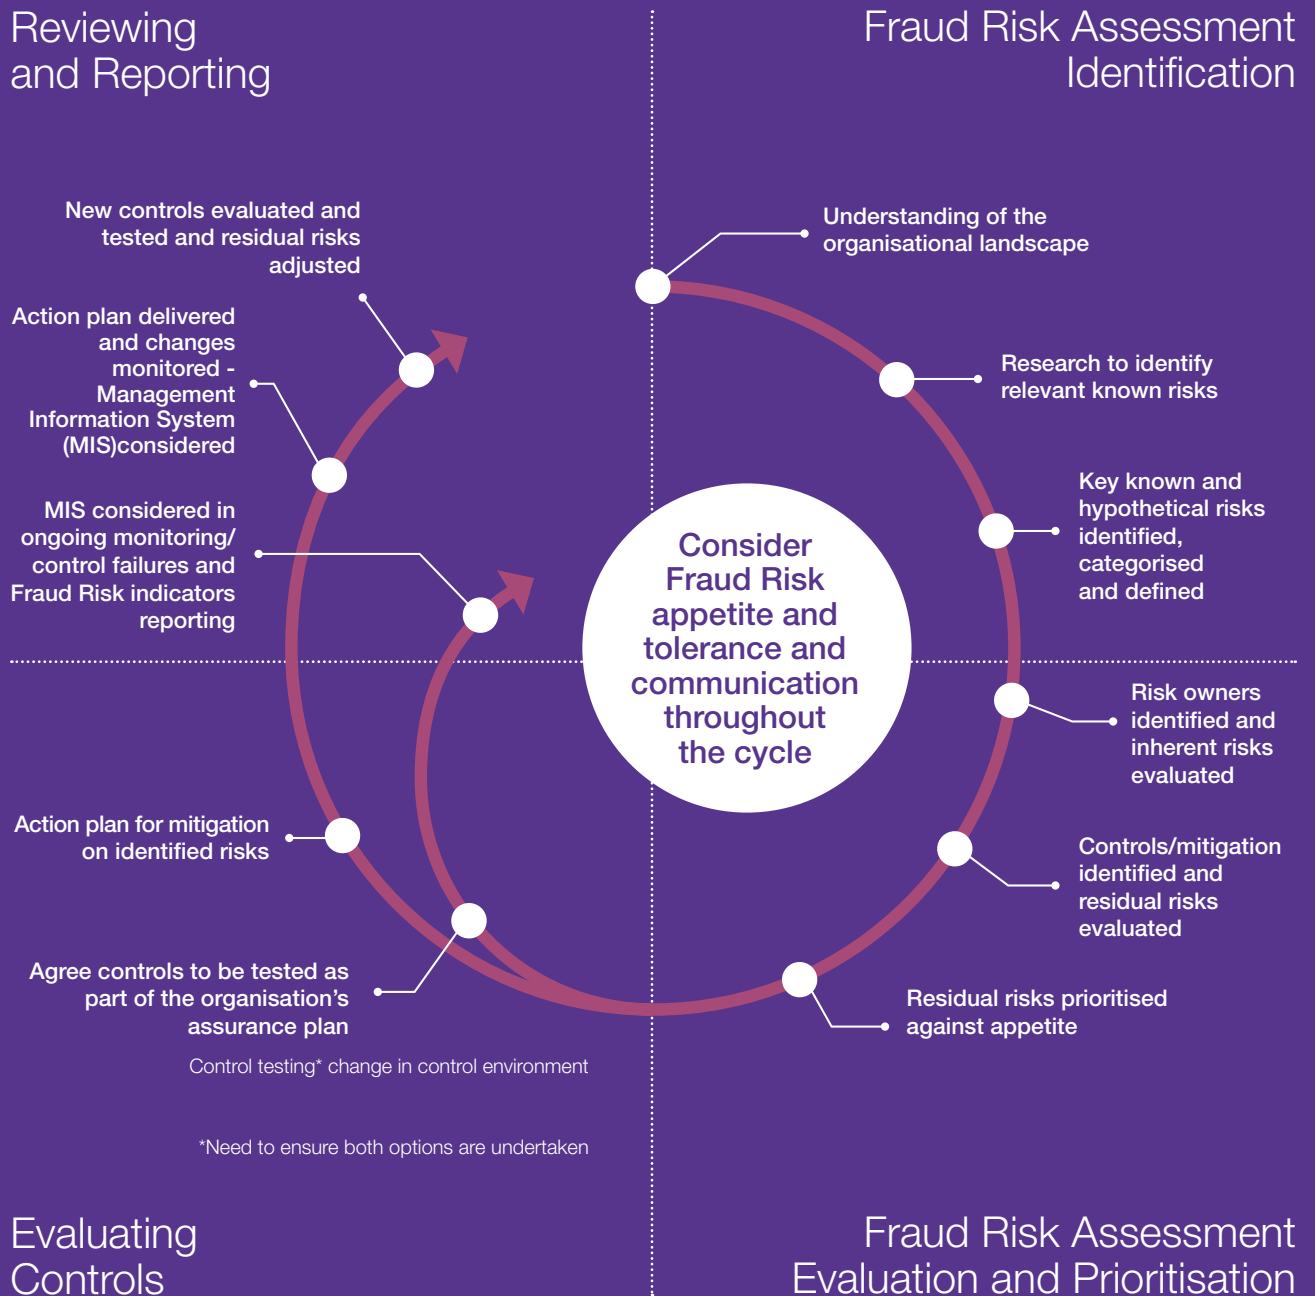 Reviewing
and Reporting
Fraud Risk Assessment
Identification
New controls evaluated and
tested and residual risks
adjusted
Action plan delivered
and changes
monitored -
Management
Information System
(MIS)considered
MIS considered in
ongoing monitoring/
control failures and
Fraud Risk indicators
reporting
Understanding of the
organisational landscape
Research to identify
relevant known risks
Key known and
hypothetical risks
identified,
categorised
and defined
Consider
Fraud Risk
appetite and
tolerance and
communication
throughout
the cycle
Risk owners
identified and
inherent risks
evaluated
Controls/mitigation
identified and
residual risks
evaluated
Residual risks prioritised
against appetite
Action plan for mitigation
on identified risks
Agree controls to be tested as
part of the organisation’s
assurance plan
Control testing* change in control environment
*Need to ensure both options are undertaken
Evaluating
Controls
Fraud Risk Assessment
Evaluation and Prioritisation